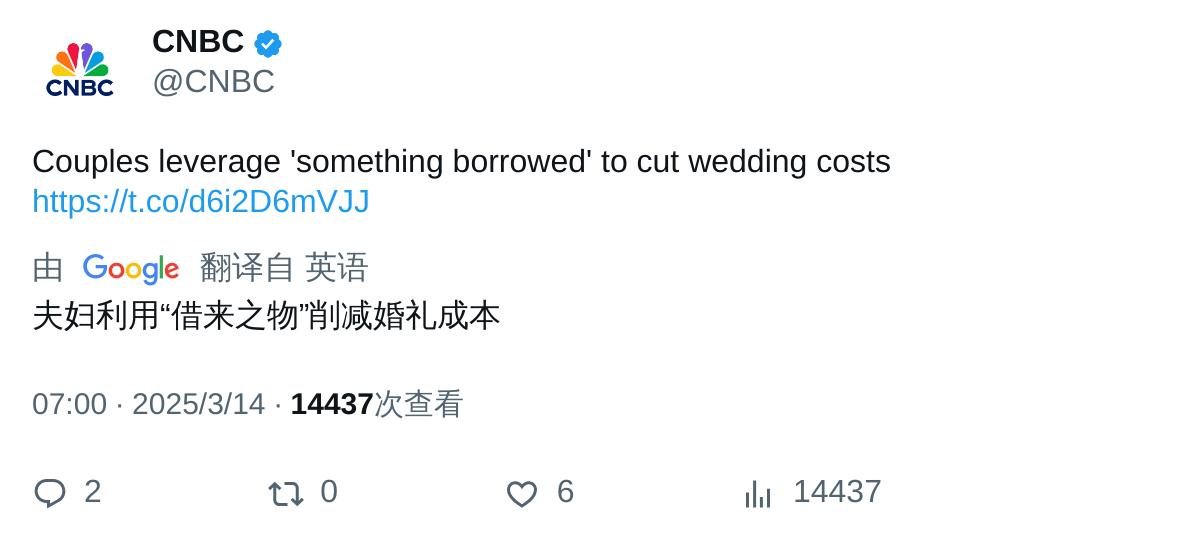 CNBC
CNBC
@CNBC
Couples leverage 'something borrowed' to cut wedding costs
https://t.co/d6i2D6mVJJ
由 Google 翻译自 英语
夫妇利用“借来之物”削减婚礼成本
07:00 · 2025/3/14 · 14437次查看
2 0 6 14437